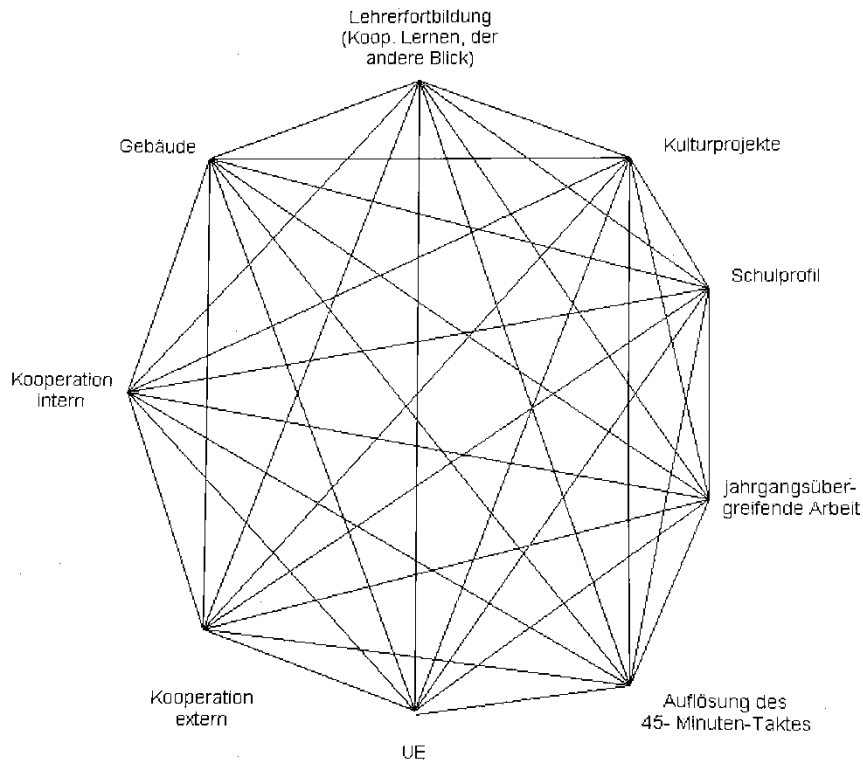 Lehrerfortbildung
(Koop. Lernen, der
andere Blick)
Gebäude
Kulturprojekte
Schulprofil
Kooperation
intern
jahrgangsüber-
greifende Arbeit
Kooperation
extern
Auflösung des
45- Minuten-Taktes
UE